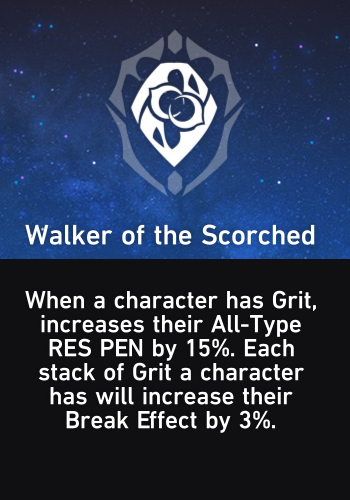 Walker of the Scorched
When a character has Grit,
increases their All-Type
RES PEN by 15%. Each
stack of Grit a character
has will increase their
Break Effect by 3%.